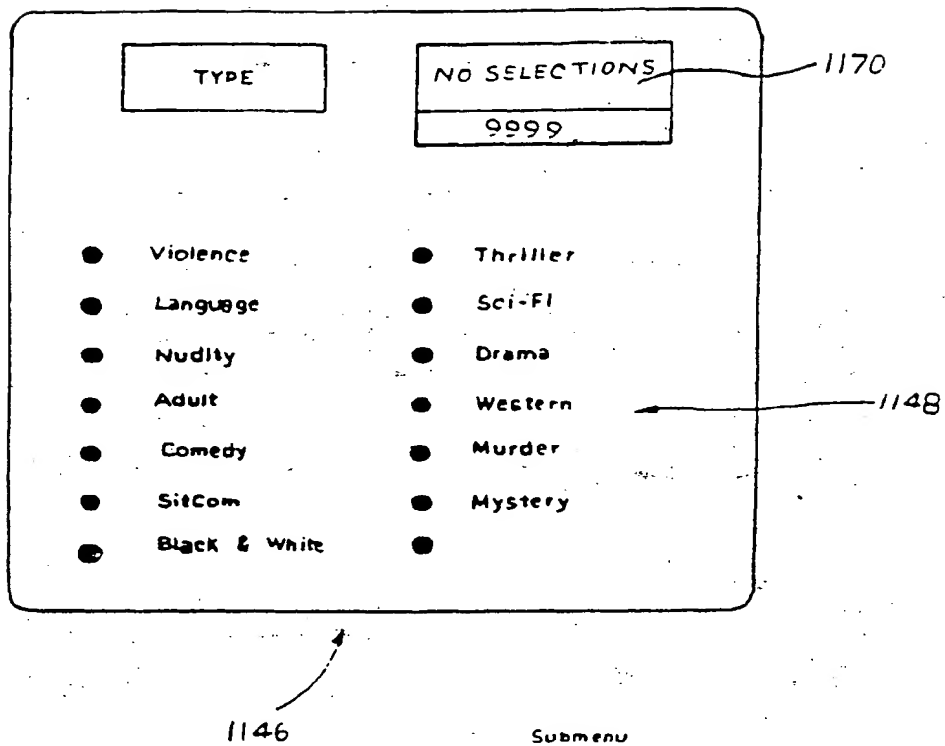 TYPE
NO SELECTIONS
1170
9999
Violence
Thriller
Language
Sci-Fi
Nudity
Drama
Adult
Western
1148
Comedy
Murder
SitCom
Mystery
Black & White
1146
Submenu